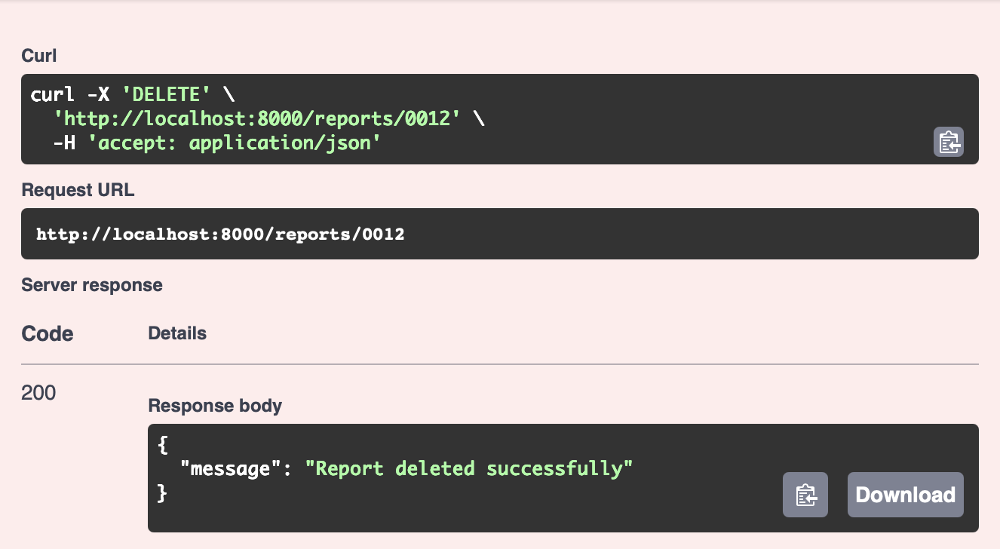 Curl
curl -X 'DELETE' \
  'http://localhost:8000/reports/0012' \
  -H 'accept: application/json'
Request URL
http://localhost:8000/reports/0012
Server response
Code Details
200
Response body
{
  "message": "Report deleted successfully"
}
Download